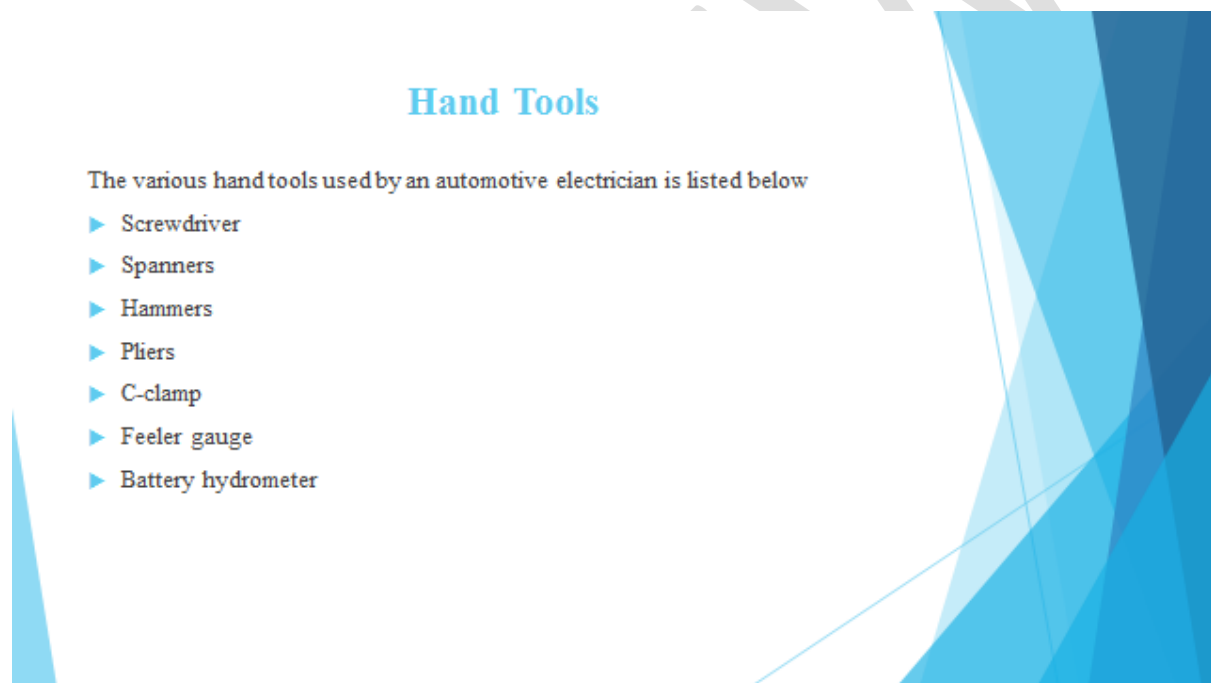 Hand Tools
The various hand tools used by an automotive electrician is listed below
Screwdriver
Spanners
Hammers
Pliers
C-clamp
Feeler gauge
Battery hydrometer